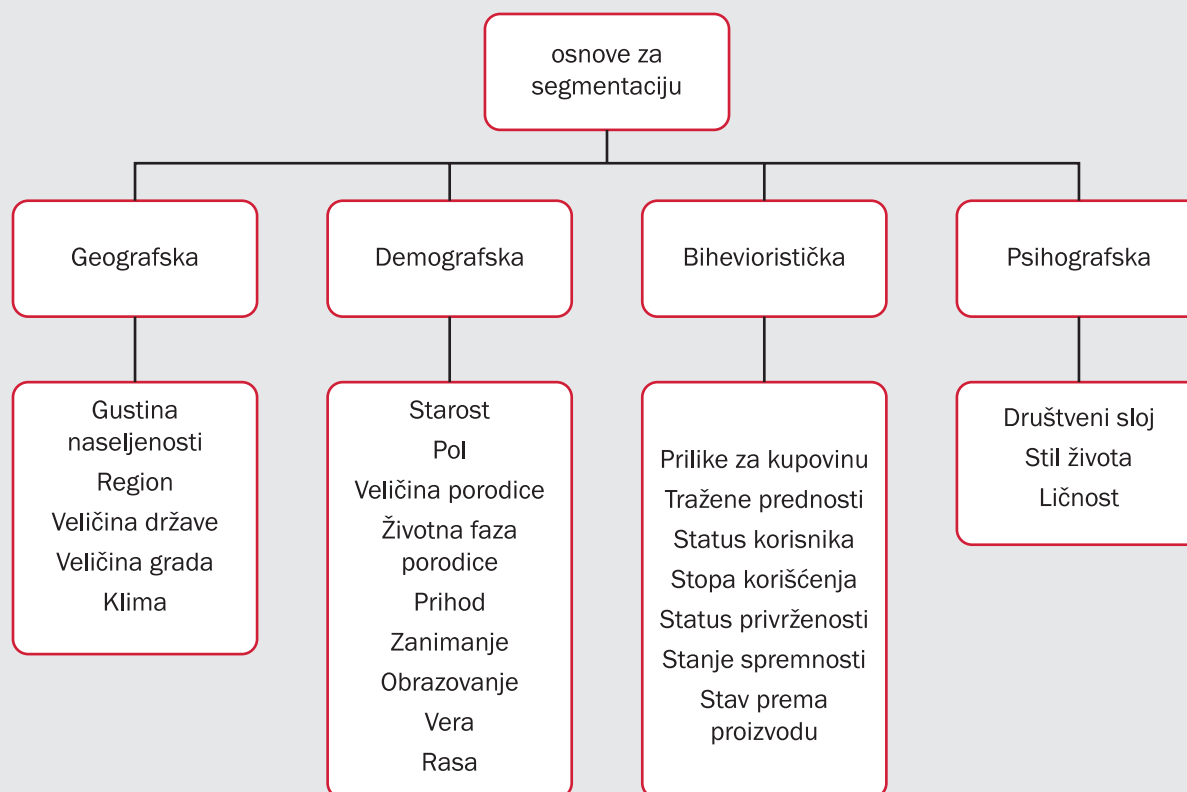 osnove za
segmentaciju
Geografska
Demografska
Bihevioristička
Psihografska
Gustina
naseljenosti
Region
Veličina države
Veličina grada
Klima
Starost
Pol
Veličina porodice
Životna faza
porodice
Prihod
Zanimanje
Obrazovanje
Vera
Rasa
Prilike za kupovinu
Tražene prednosti
Status korisnika
Stopa korišćenja
Status privrženosti
Stanje spremnosti
Stav prema
proizvodu
Društveni sloj
Stil života
Ličnost